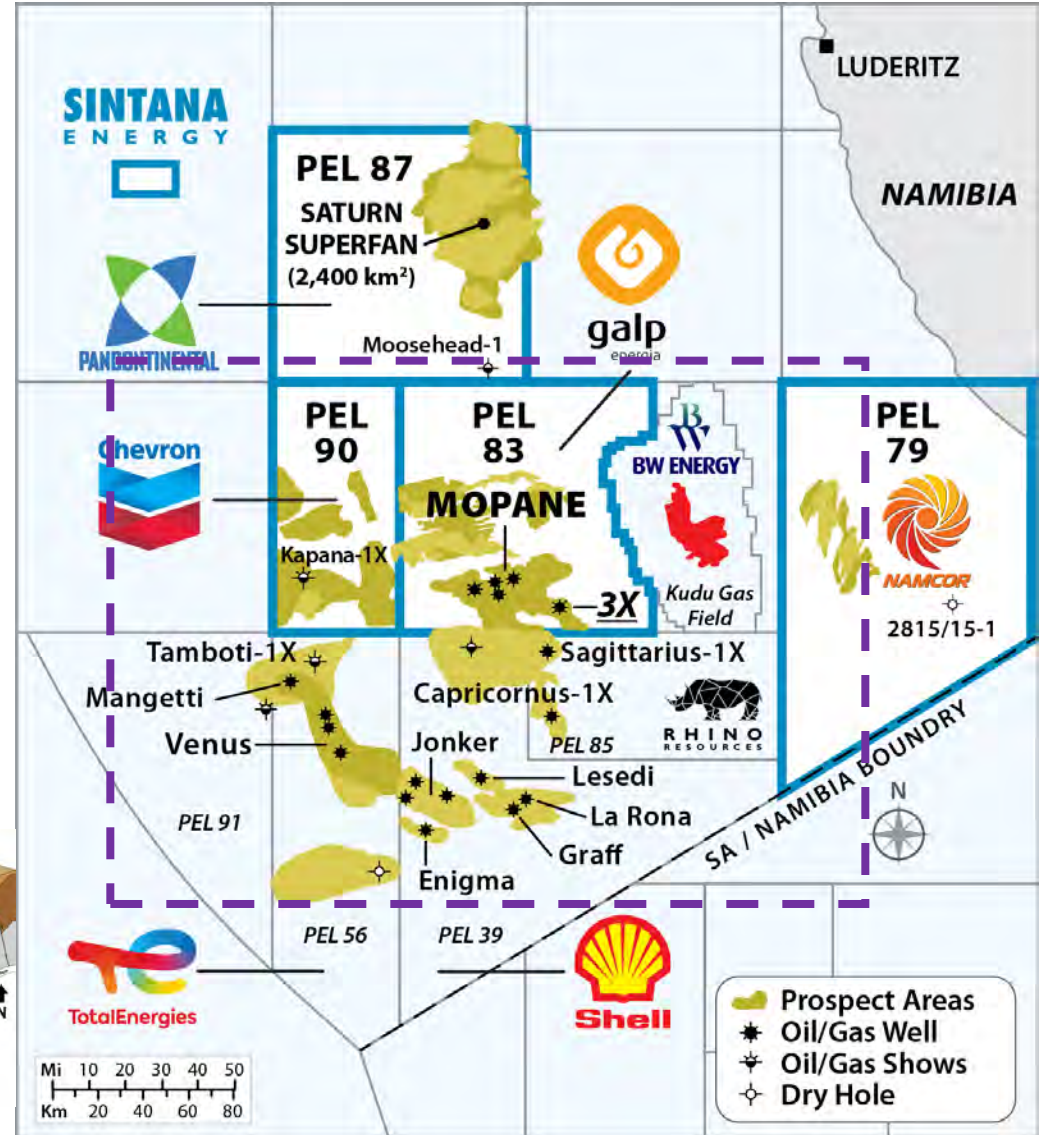 LUDERITZ
SINTANA
ENERGY
NAMIBIA
PEL 87
SATURN
SUPERFAN
(2,400 km²)
PANCONTINENTAL
galp
energia
Moosehead-1
Chevron
PEL
90
PEL
83
MOPANE
Kapana-1X
3X
BW
BW ENERGY
Kudu Gas
Field
PEL
79
NAMCOR
2815/15-1
Tamboti-1X
Mangetti
Venus
Sagittarius-1X
Capricornus-1X
RHINO
RESOURCES
PEL 85
Jonker
Lesedi
La Rona
Graff
Enigma
PEL 91
SA / NAMIBIA BOUNDRY
N
PEL 56
PEL 39
TotalEnergies
Shell
Prospect Areas
Oil/Gas Well
Oil/Gas Shows
Dry Hole
Mi 10 20 30 40 50
Km 20 40 60 80
N